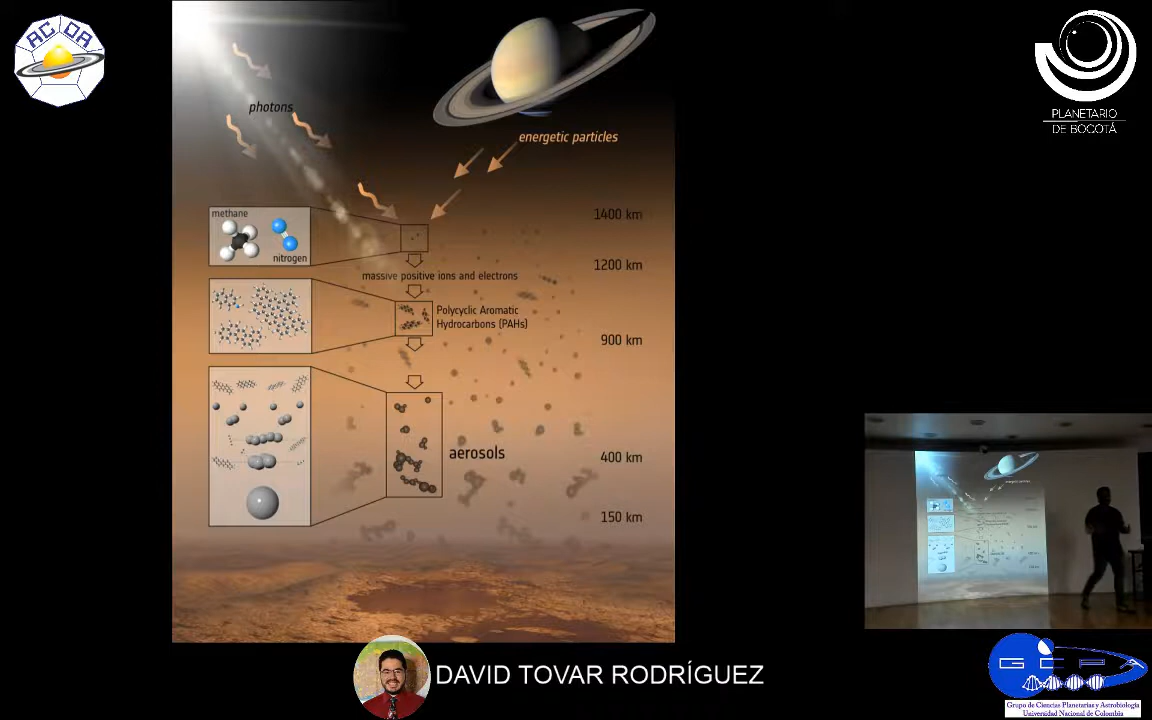 ACDA
PLANETARIO
DE BOGOTÁ
photons
energetic particles
methane
nitrogen
1400 km
1200 km
massive positive ions and electrons
Polycyclic Aromatic
Hydrocarbons (PAHs)
900 km
aerosols
400 km
150 km
DAVID TOVAR RODRÍGUEZ
GCPA
Grupo de Ciencias Planetarias y Astrobiología
Universidad Nacional de Colombia